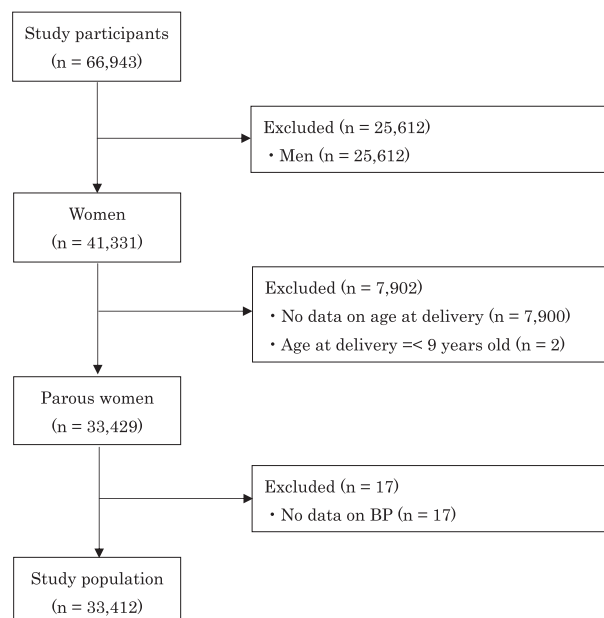 Study participants
(n = 66,943)
Excluded (n = 25,612)
・Men (n = 25,612)
Women
(n = 41,331)
Excluded (n = 7,902)
・No data on age at delivery (n = 7,900)
・Age at delivery =< 9 years old (n = 2)
Parous women
(n = 33,429)
Excluded (n = 17)
・No data on BP (n = 17)
Study population
(n = 33,412)